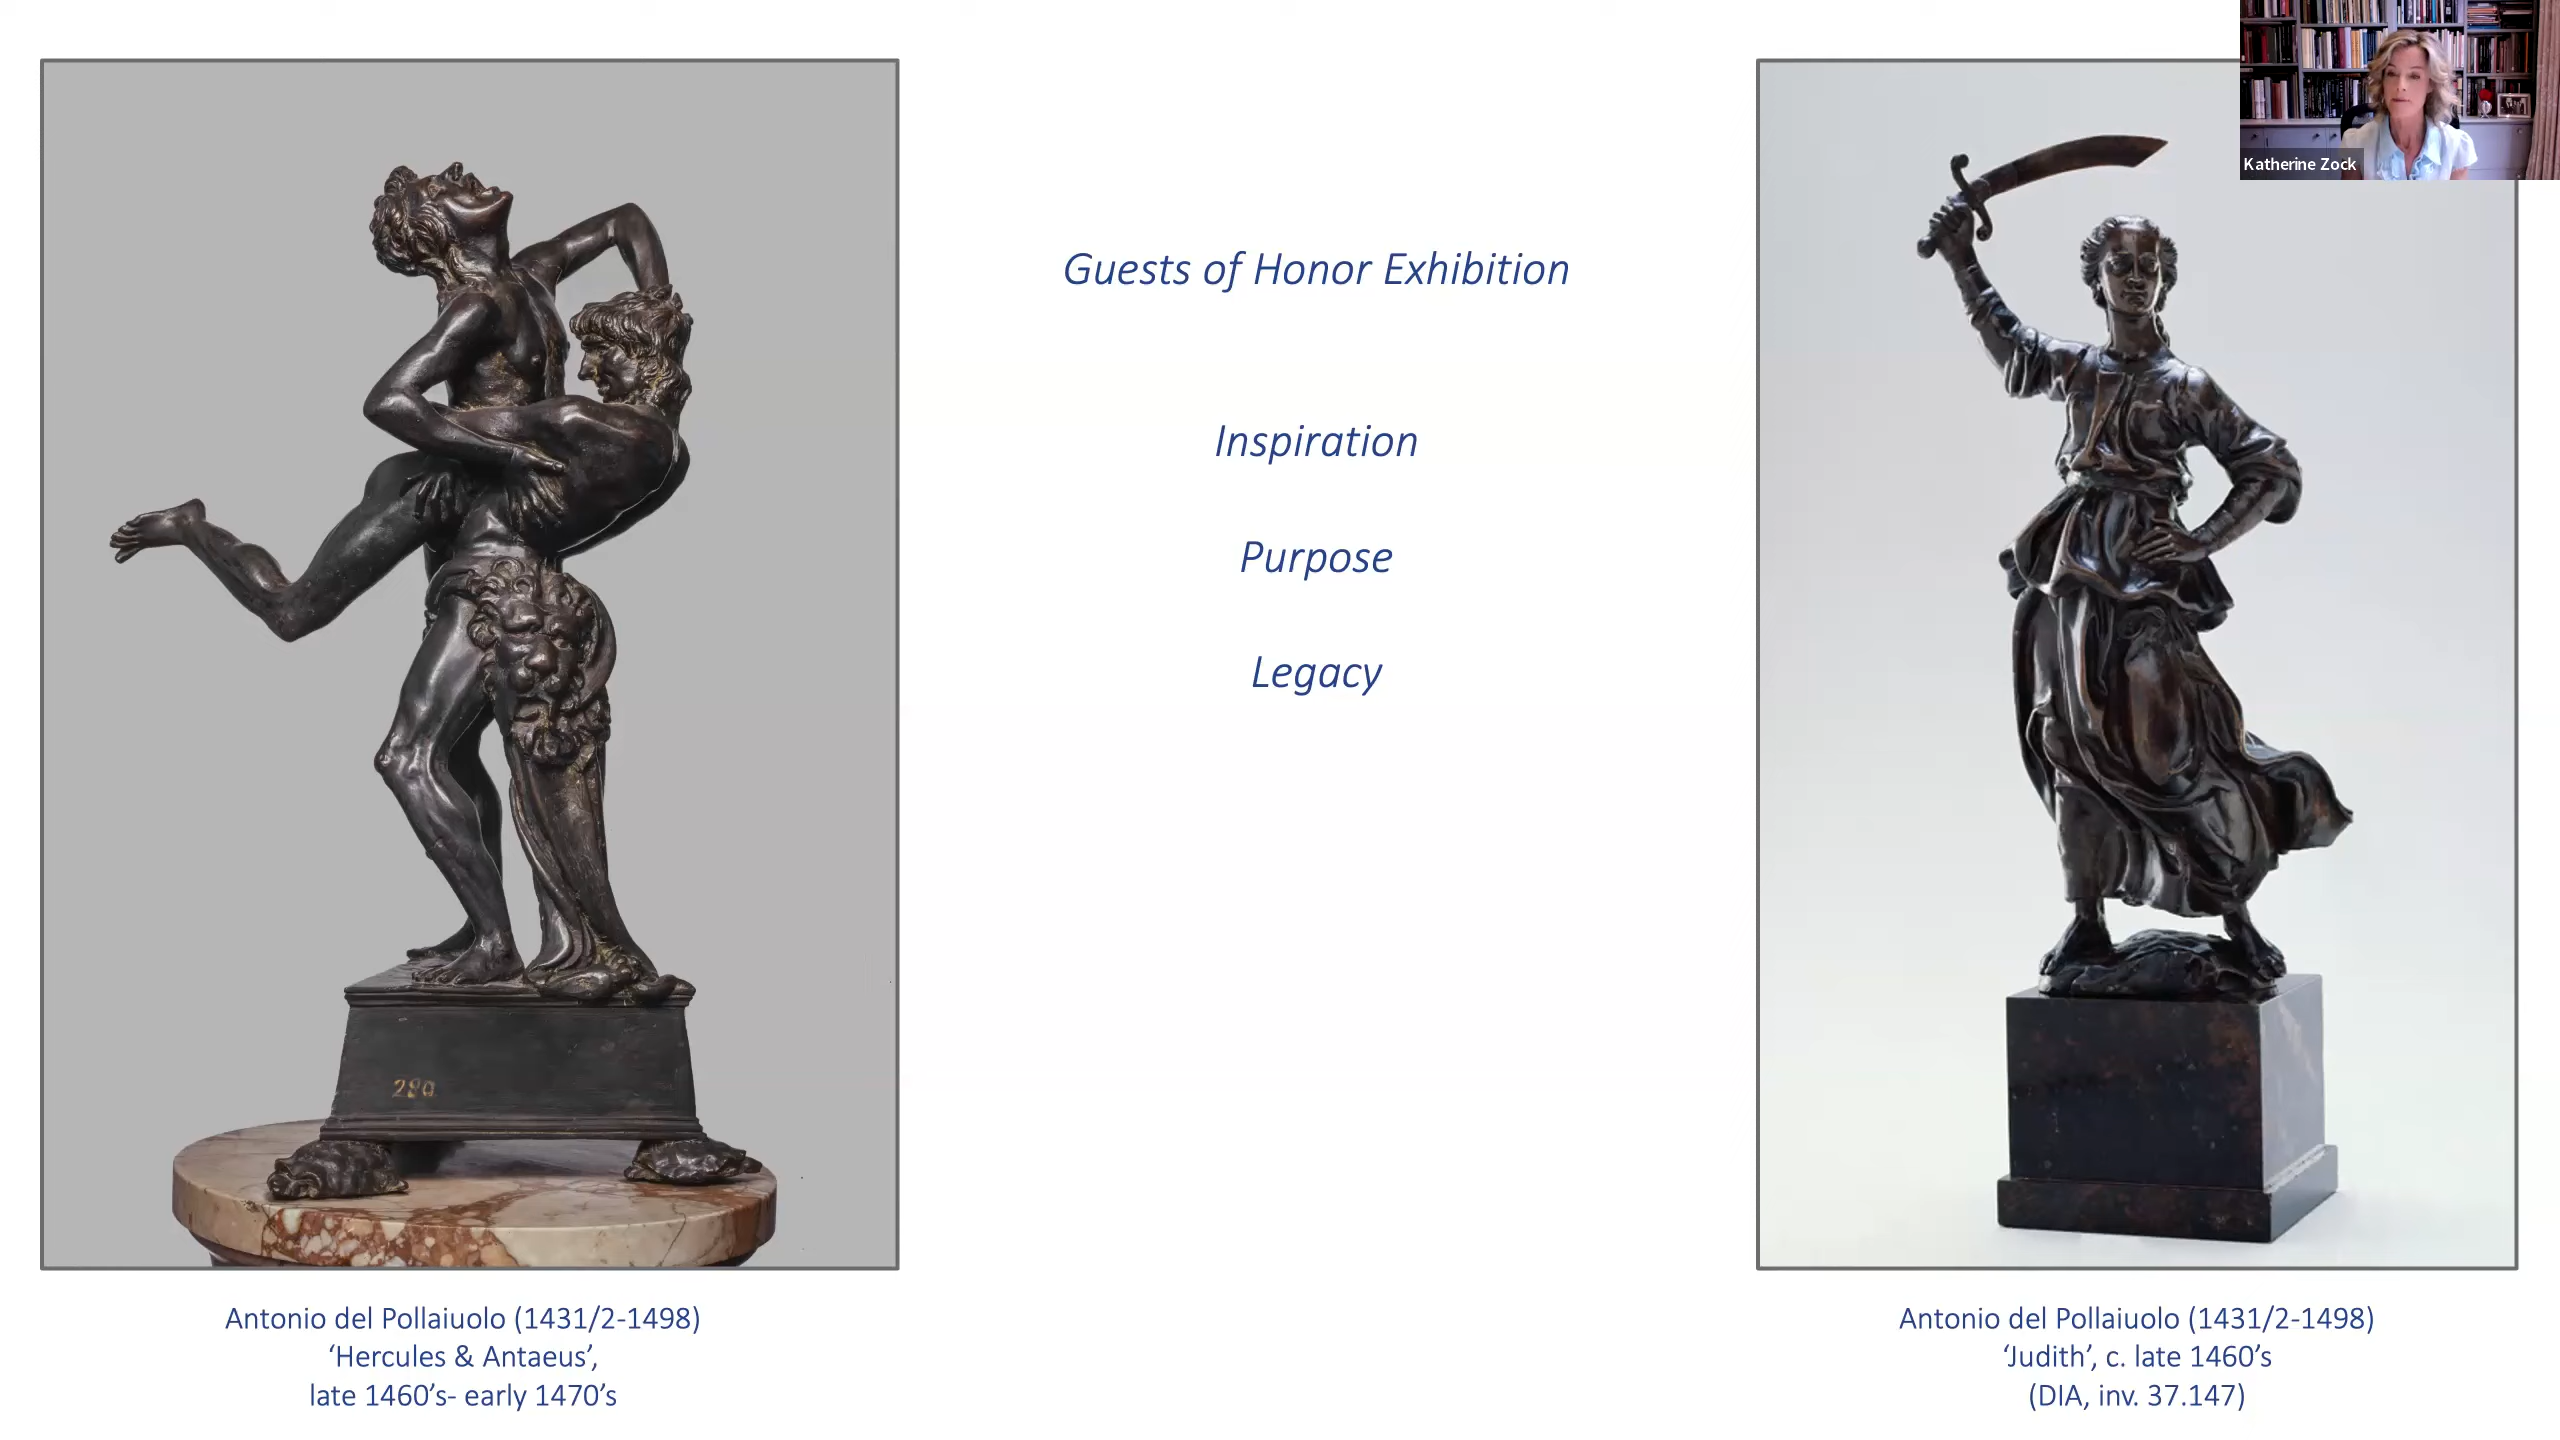 Katherine Zock
Guests of Honor Exhibition
Inspiration
Purpose
Legacy
280
Antonio del Pollaiuolo (1431/2-1498)
‘Hercules & Antaeus’,
late 1460’s- early 1470’s
Antonio del Pollaiuolo (1431/2-1498)
‘Judith’, c. late 1460’s
(DIA, inv. 37.147)